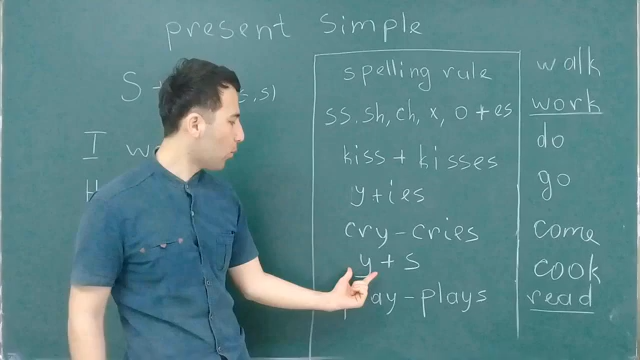 present Simple
S + , s)
I
H
spelling rule
ss, sh, ch, x, o + es
kiss + kisses
y + ies
cry - cries
y + s
play - plays
walk
work
do
go
come
cook
read